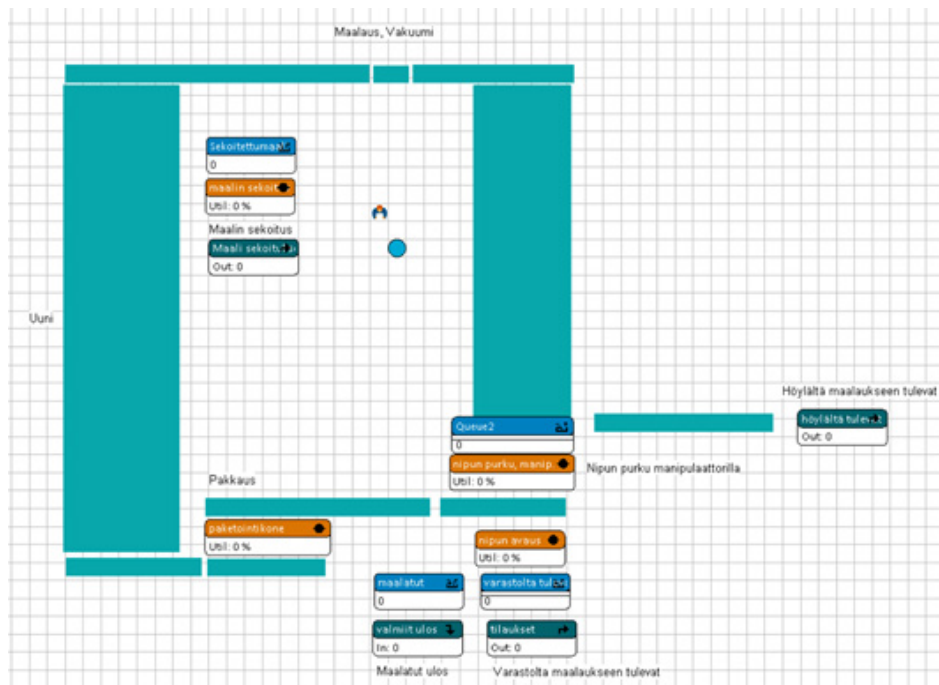 Maalaus, Vakuumi
Sekoitettumaa
0
maalin sekoit
Util: 0 %
Maalin sekoitus
Maali sekoitu
Out: 0
Uuni
Höylältä maalaukseen tulevat
höylältä tulev
Out: 0
Queue2
0
nipun purku, manip
Util: 0 %
Nipun purku manipulaattorilla
Pakkaus
paketointikone
Util: 0 %
nipun avaus
Util: 0 %
maalatut
0
varastolta tul
0
valmiit ulos
In: 0
tilaukset
Out: 0
Maalatut ulos
Varastolta maalaukseen tulevat